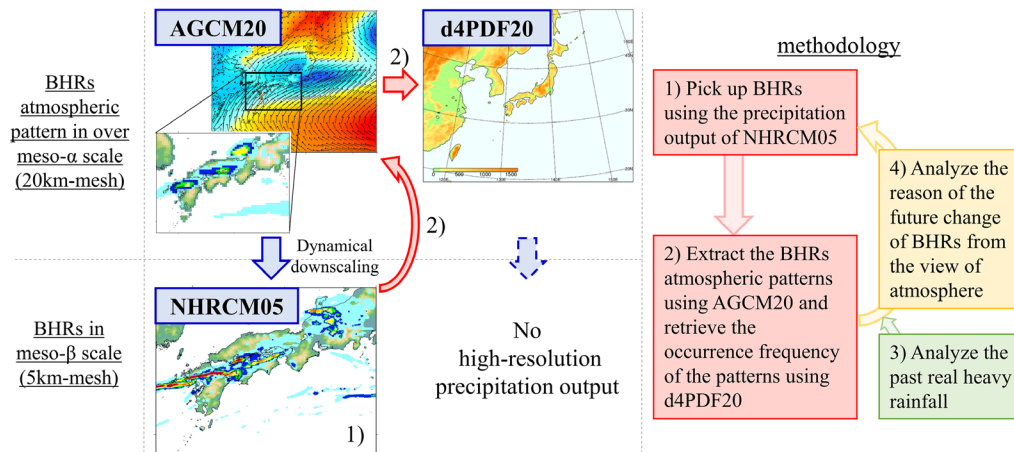 AGCM20
d4PDF20
2)
BHRs
atmospheric
pattern in over
meso-α scale
(20km-mesh)
0 500 1000 1500
Dynamical
downscaling
2)
NHRCM05
BHRs in
meso-β scale
(5km-mesh)
1)
No
high-resolution
precipitation output
methodology
1) Pick up BHRs
using the precipitation
output of NHRCM05
2) Extract the BHRs
atmospheric patterns
using AGCM20 and
retrieve the
occurrence frequency
of the patterns using
d4PDF20
4) Analyze the
reason of the
future change
of BHRs from
the view of
atmosphere
3) Analyze the
past real heavy
rainfall